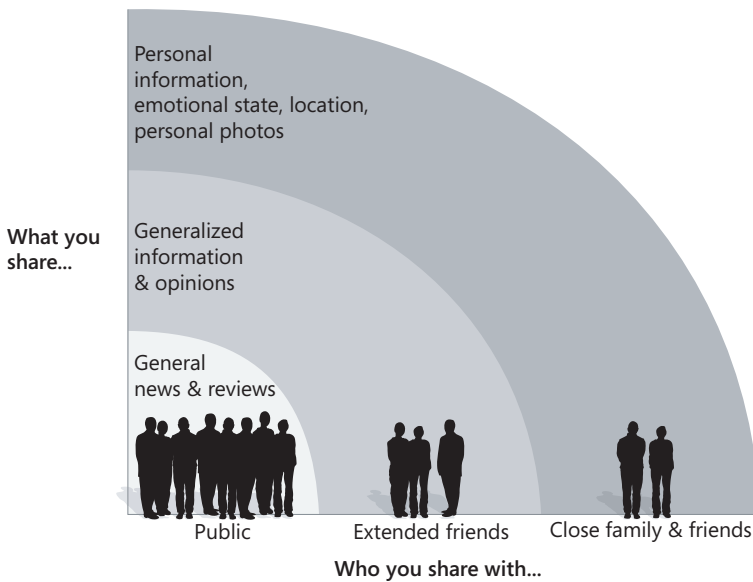 Personal
information,
emotional state, location,
personal photos
What you
share...
Generalized
information
& opinions
General
news & reviews
Public
Extended friends
Close family & friends
Who you share with...